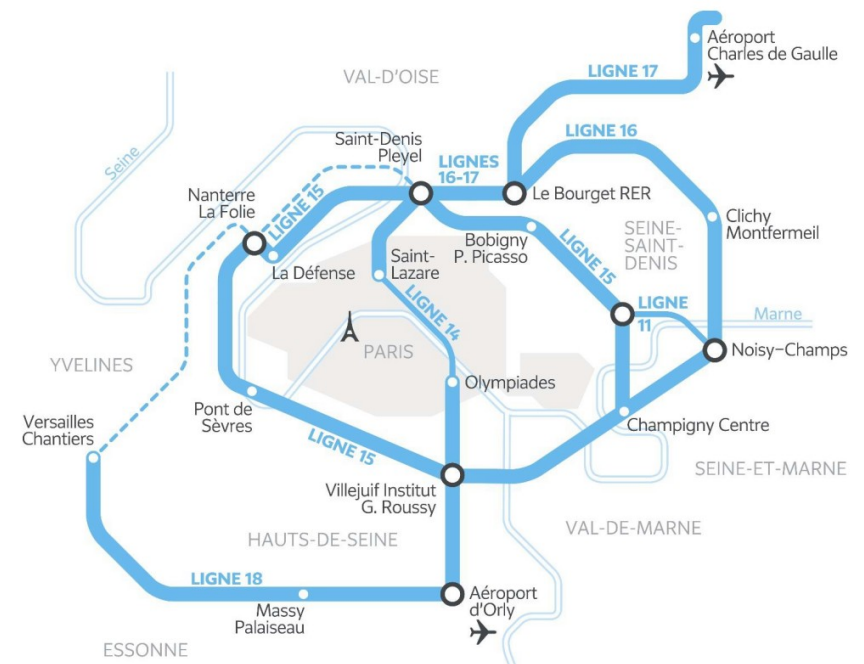 Aéroport
Charles de Gaulle
LIGNE 17
VAL-D'OISE
LIGNE 16
Saint-Denis
Pleyel
LIGNES
16-17
Seine
Nanterre
La Folie
LIGNE 15
Le Bourget RER
Clichy
Montfermeil
SEINE-
SAINT-
DENIS
Bobigny
P. Picasso
LIGNE 15
La Défense
Saint-
Lazare
LIGNE 14
LIGNE
11
Marne
PARIS
Noisy-Champs
YVELINES
Olympiades
Pont de
Sèvres
Versailles
Chantiers
Champigny Centre
LIGNE 15
SEINE-ET-MARNE
Villejuif Institut
G. Roussy
VAL-DE-MARNE
HAUTS-DE-SEINE
LIGNE 18
Massy
Palaiseau
Aéroport
d'Orly
ESSONNE